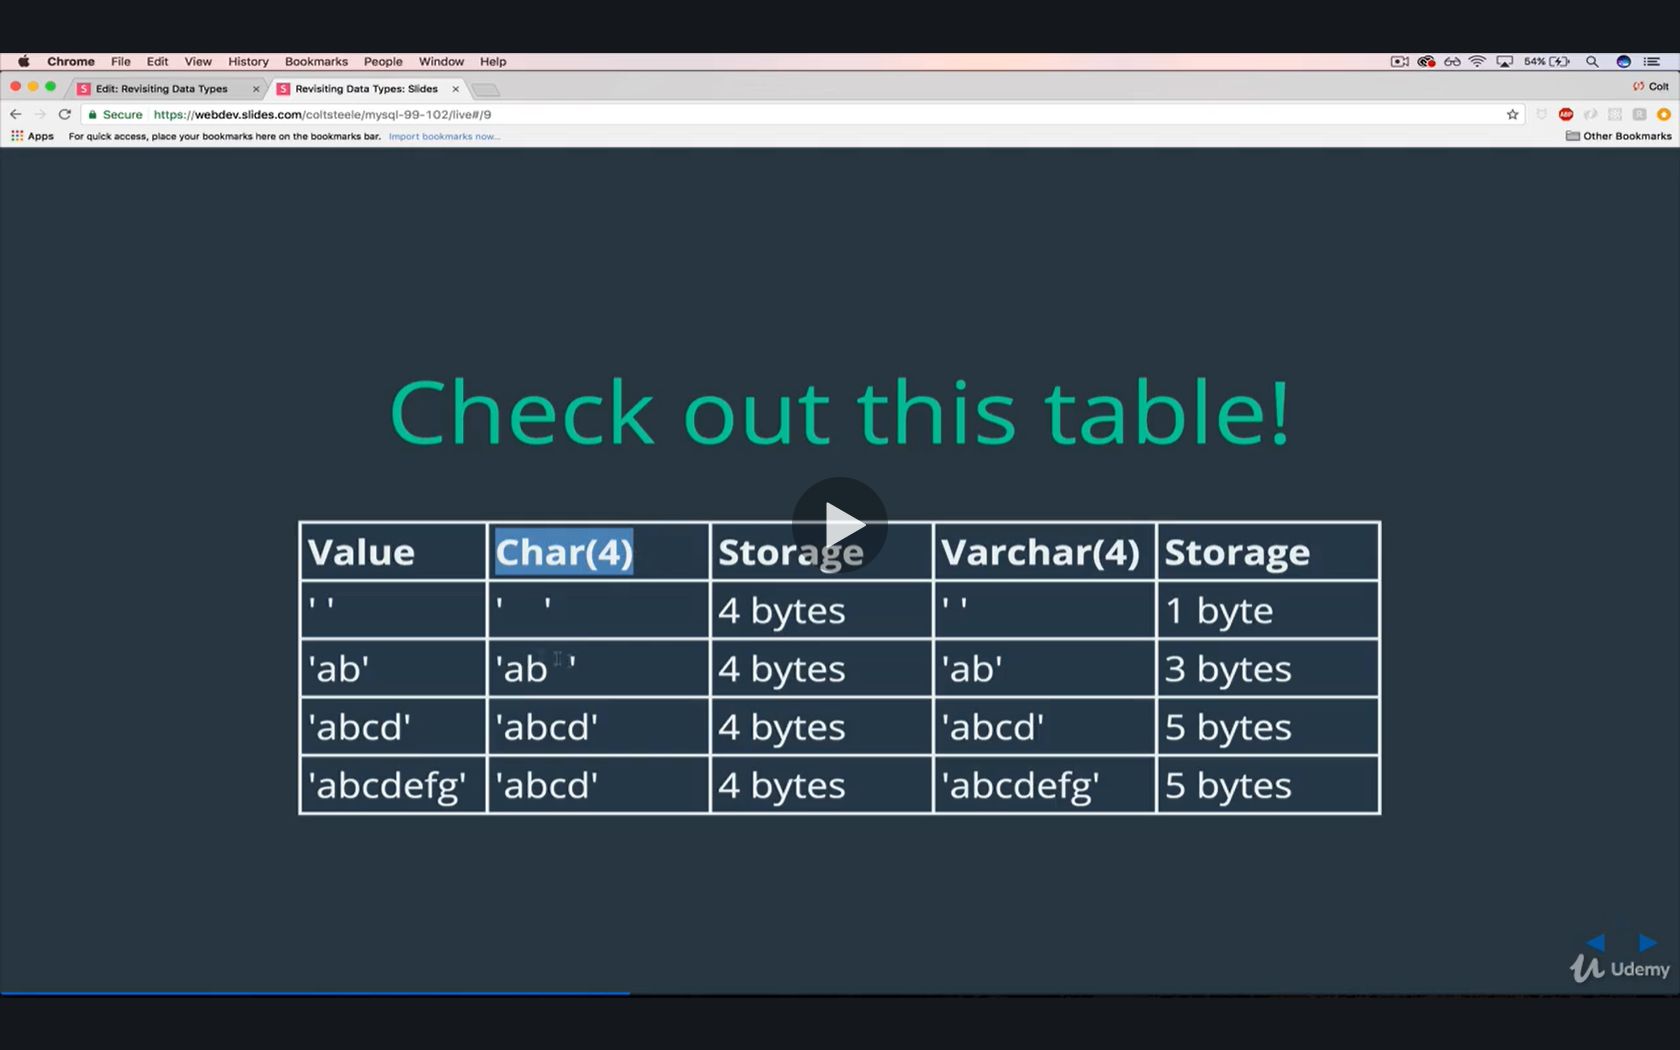 Chrome File Edit View History Bookmarks People Window Help 54%
Edit: Revisiting Data Types Revisiting Data Types: Slides Colt
Secure https://webdev.slides.com/coltsteele/mysql-99-102/live#/9 ABP
Apps For quick access, place your bookmarks here on the bookmarks bar. Import bookmarks now... Other Bookmarks
Check out this table!
Value Char(4) Storage Varchar(4) Storage
' ' '    ' 4 bytes ' ' 1 byte
'ab' 'ab  ' 4 bytes 'ab' 3 bytes
'abcd' 'abcd' 4 bytes 'abcd' 5 bytes
'abcdefg' 'abcd' 4 bytes 'abcdefg' 5 bytes
Udemy